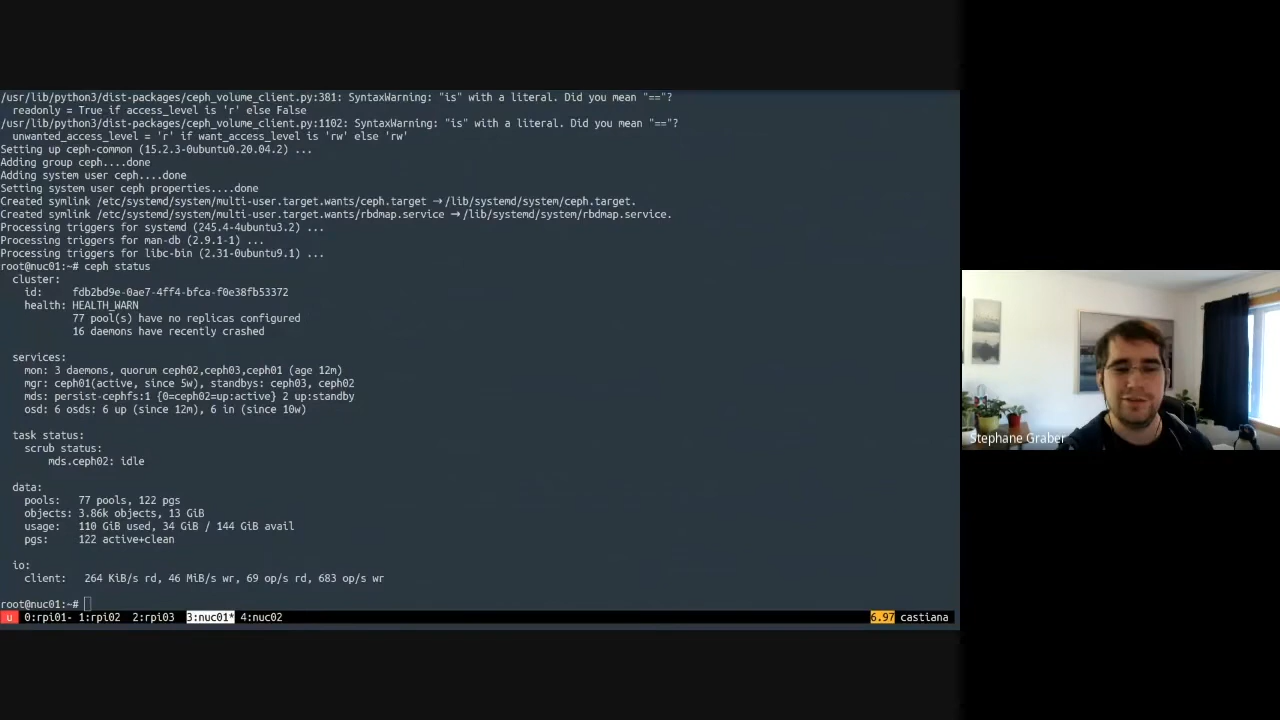 /usr/lib/python3/dist-packages/ceph_volume_client.py:381: SyntaxWarning: "is" with a literal. Did you mean "=="?
  readonly = True if access_level is 'r' else False
/usr/lib/python3/dist-packages/ceph_volume_client.py:1102: SyntaxWarning: "is" with a literal. Did you mean "=="?
  unwanted_access_level = 'r' if want_access_level is 'rw' else 'rw'
Setting up ceph-common (15.2.3-0ubuntu0.20.04.2) ...
Adding group ceph....done
Adding system user ceph....done
Setting system user ceph properties....done
Created symlink /etc/systemd/system/multi-user.target.wants/ceph.target → /lib/systemd/system/ceph.target.
Created symlink /etc/systemd/system/multi-user.target.wants/rbdmap.service → /lib/systemd/system/rbdmap.service.
Processing triggers for systemd (245.4-4ubuntu3.2) ...
Processing triggers for man-db (2.9.1-1) ...
Processing triggers for libc-bin (2.31-0ubuntu9.1) ...
root@nuc01:~# ceph status
  cluster:
    id:     fdb2bd9e-0ae7-4ff4-bfca-f0e38fb53372
    health: HEALTH_WARN
            77 pool(s) have no replicas configured
            16 daemons have recently crashed
  services:
    mon: 3 daemons, quorum ceph02,ceph03,ceph01 (age 12m)
    mgr: ceph01(active, since 5w), standbys: ceph03, ceph02
    mds: persist-cephfs:1 {0=ceph02=up:active} 2 up:standby
    osd: 6 osds: 6 up (since 12m), 6 in (since 10w)
  task status:
    scrub status:
        mds.ceph02: idle
  data:
    pools:   77 pools, 122 pgs
    objects: 3.86k objects, 13 GiB
    usage:   110 GiB used, 34 GiB / 144 GiB avail
    pgs:     122 active+clean
  io:
    client:   264 KiB/s rd, 46 MiB/s wr, 69 op/s rd, 683 op/s wr
root@nuc01:~#
u 0:rpi01- 1:rpi02 2:rpi03 3:nuc01* 4:nuc02 6.97 castiana
Stephane Graber